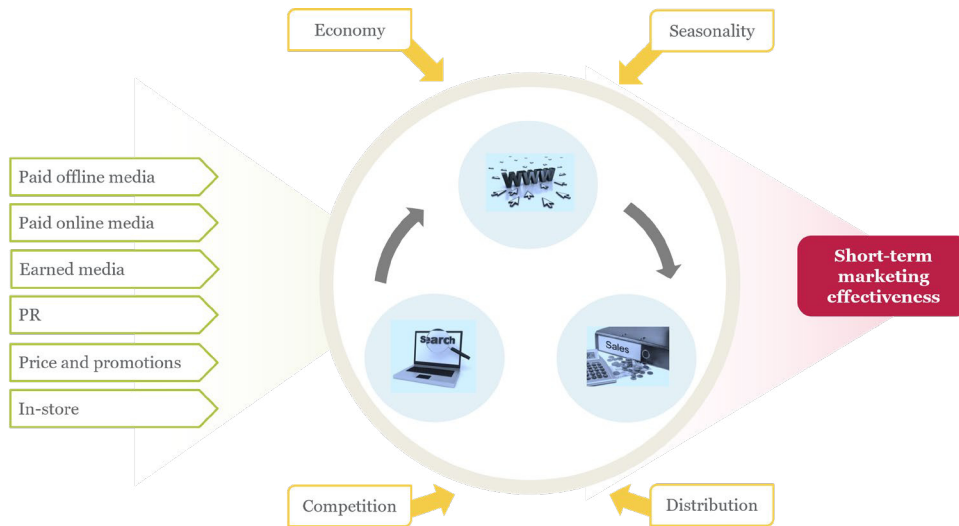 Economy
Seasonality
Paid offline media
Paid online media
Earned media
PR
Price and promotions
In-store
www
Search
Sales
Short-term
marketing
effectiveness
Competition
Distribution